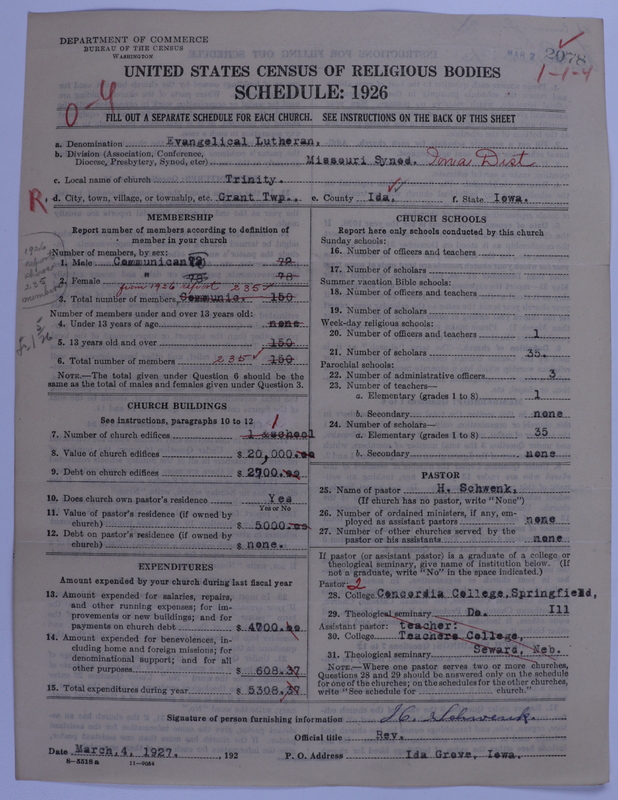 DEPARTMENT OF COMMERCE
BUREAU OF THE CENSUS
WASHINGTON
MAR
2078
1-1-4
UNITED STATES CENSUS OF RELIGIOUS BODIES
SCHEDULE: 1926
0-4
FILL OUT A SEPARATE SCHEDULE FOR EACH CHURCH. SEE INSTRUCTIONS ON THE BACK OF THIS SHEET
a. Denomination Evangelical Lutheran,
b. Division (Association, Conference, Diocese, Presbytery, Synod, etc) Missouri Synod. Iowa Dist
c. Local name of church Trinity.
R. d. City, town, village, or township, etc. Grant Twp., e. County Ida, f. State Iowa.
MEMBERSHIP
Report number of members according to definition of member in your church
Number of members, by sex:
1. Male Communican 72 72
2. Female " 78 78
from 1926 report 235
3. Total number of members, Communic. 150
Number of members under and over 13 years old:
4. Under 13 years of age none
5. 13 years old and over 150
6. Total number of members 235 150
NOTE.—The total given under Question 6 should be the same as the total of males and females given under Question 3.
1926 report shows 235 members
CHURCH BUILDINGS
See instructions, paragraphs 10 to 12
1
7. Number of church edifices 1 &school
8. Value of church edifices $ 20,000.oo
9. Debt on church edifices $ 2700.oo
10. Does church own pastor's residence Yes
Yes or No
11. Value of pastor's residence (if owned by church) $ 5000.oo
12. Debt on pastor's residence (if owned by church) $ none.
EXPENDITURES
Amount expended by your church during last fiscal year
13. Amount expended for salaries, repairs, and other running expenses; for improvements or new buildings; and for payments on church debt $ 4700.oo
14. Amount expended for benevolences, including home and foreign missions; for denominational support; and for all other purposes $ 608.37
15. Total expenditures during year $ 5308.37
CHURCH SCHOOLS
Report here only schools conducted by this church
Sunday schools:
16. Number of officers and teachers
17. Number of scholars
Summer vacation Bible schools:
18. Number of officers and teachers
19. Number of scholars
Week-day religious schools:
20. Number of officers and teachers 1
21. Number of scholars 35.
Parochial schools:
22. Number of administrative officers 3
23. Number of teachers—
a. Elementary (grades 1 to 8) 1
b. Secondary none
24. Number of scholars—
a. Elementary (grades 1 to 8) 35
b. Secondary none
PASTOR
25. Name of pastor H. Schwenk,
(If church has no pastor, write "None")
26. Number of ordained ministers, if any, employed as assistant pastors none
27. Number of other churches served by the pastor or his assistants none
If pastor (or assistant pastor) is a graduate of a college or theological seminary, give name of institution below. (If not a graduate, write "No" in the space indicated.)
Pastor: 2
28. College Concordia College,Springfield,
29. Theological seminary Do. Ill
Assistant pastor: teacher:
30. College Teachers College,
31. Theological seminary Seward, Neb.
NOTE.—Where one pastor serves two or more churches, Questions 28 and 29 should be answered only on the schedule for one of the churches; on the schedules for the other churches, write "See schedule for church."
Signature of person furnishing information H. Schwenk.
Official title Rev.
Date March, 4, 1927. , 192
P. O. Address Ida Grove, Iowa.
8-5518a 11-9054